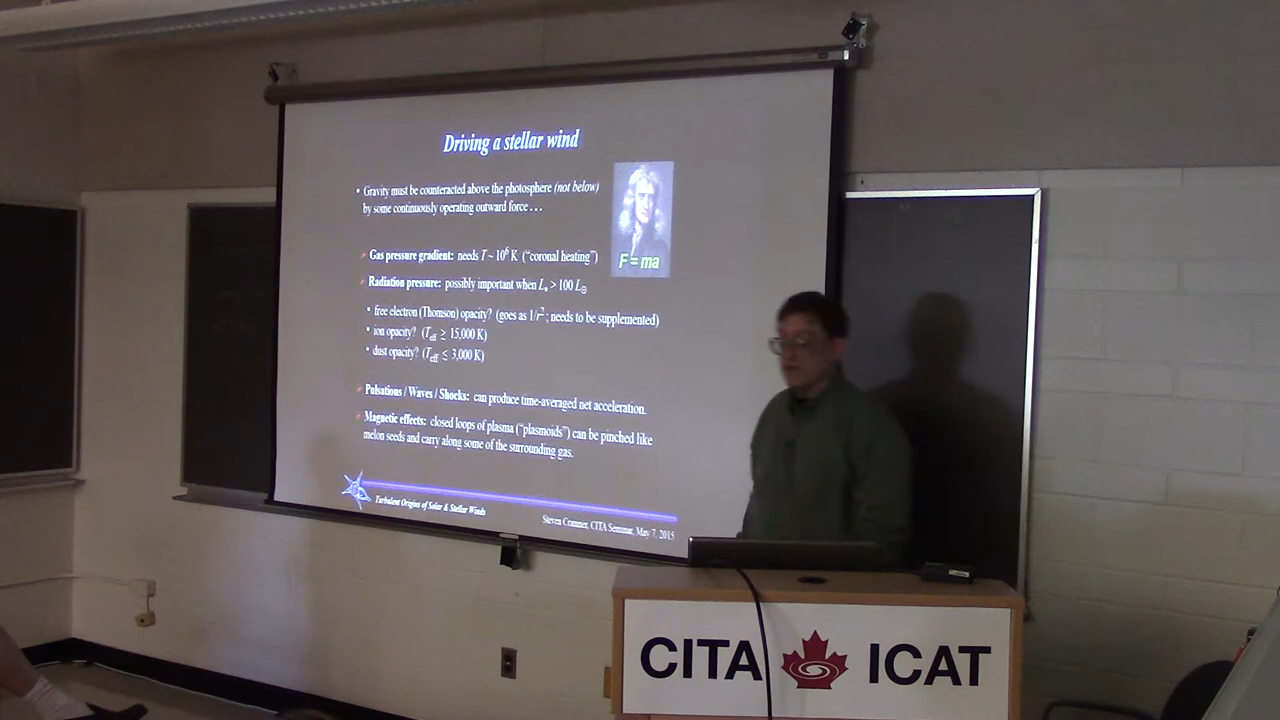 Driving a stellar wind
• Gravity must be counteracted above the photosphere (not below)
by some continuously operating outward force…
F = ma
Gas pressure gradient: needs T ~ 10⁶ K (“coronal heating”)
Radiation pressure: possibly important when L* > 100 L☉
• free electron (Thomson) opacity? (goes as 1/r²; needs to be supplemented)
• ion opacity? (Teff ≥ 15,000 K)
• dust opacity? (Teff ≤ 3,000 K)
Pulsations / Waves / Shocks: can produce time-averaged net acceleration.
Magnetic effects: closed loops of plasma (“plasmoids”) can be pinched like
melon seeds and carry along some of the surrounding gas.
Turbulent Origins of Solar & Stellar Winds
Steven Cranmer, CITA Seminar, May 7, 2015
CITA ICAT